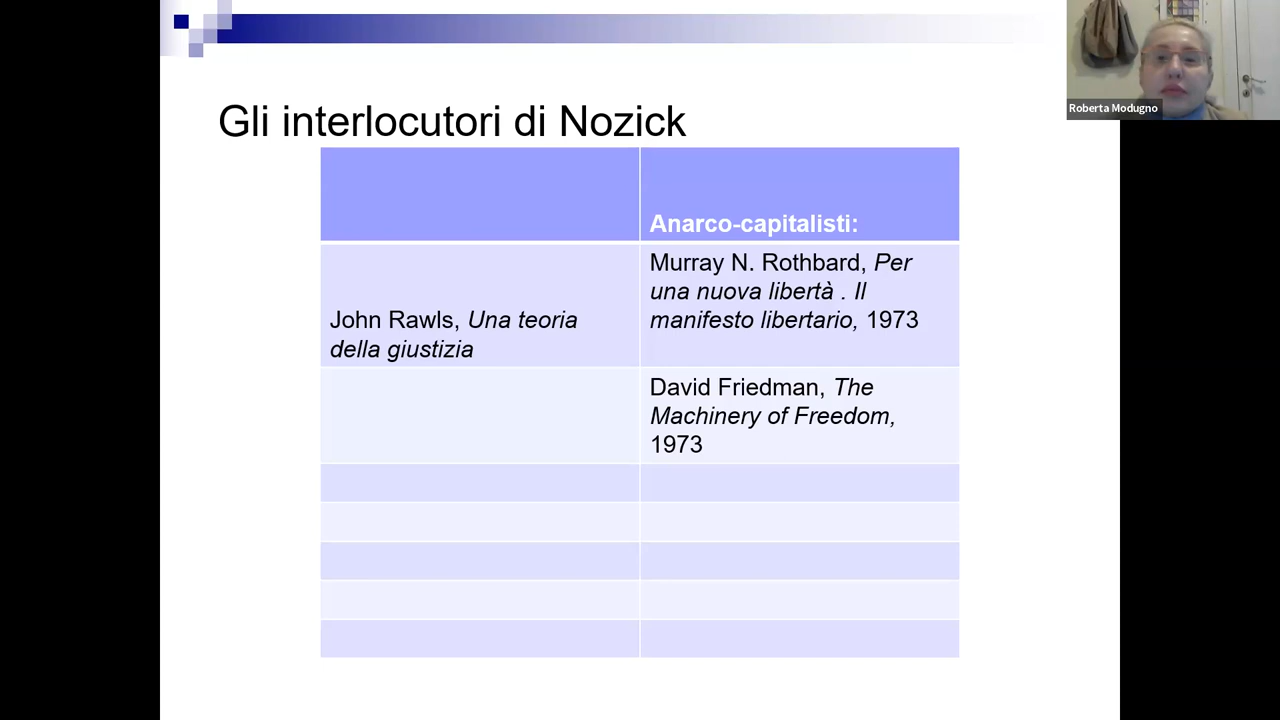 Roberta Modugno
Gli interlocutori di Nozick
Anarco-capitalisti:
John Rawls, Una teoria
della giustizia
Murray N. Rothbard, Per
una nuova libertà . Il
manifesto libertario, 1973
David Friedman, The
Machinery of Freedom,
1973